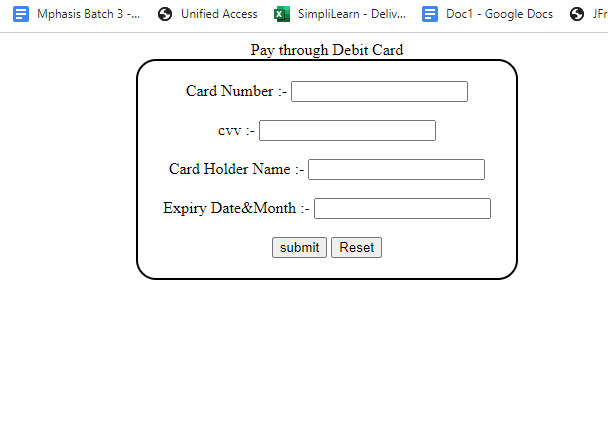 Mphasis Batch 3 -... Unified Access SimpliLearn - Deliv... Doc1 - Google Docs JFr
Pay through Debit Card
Card Number :-
cvv :-
Card Holder Name :-
Expiry Date&Month :-
submit Reset